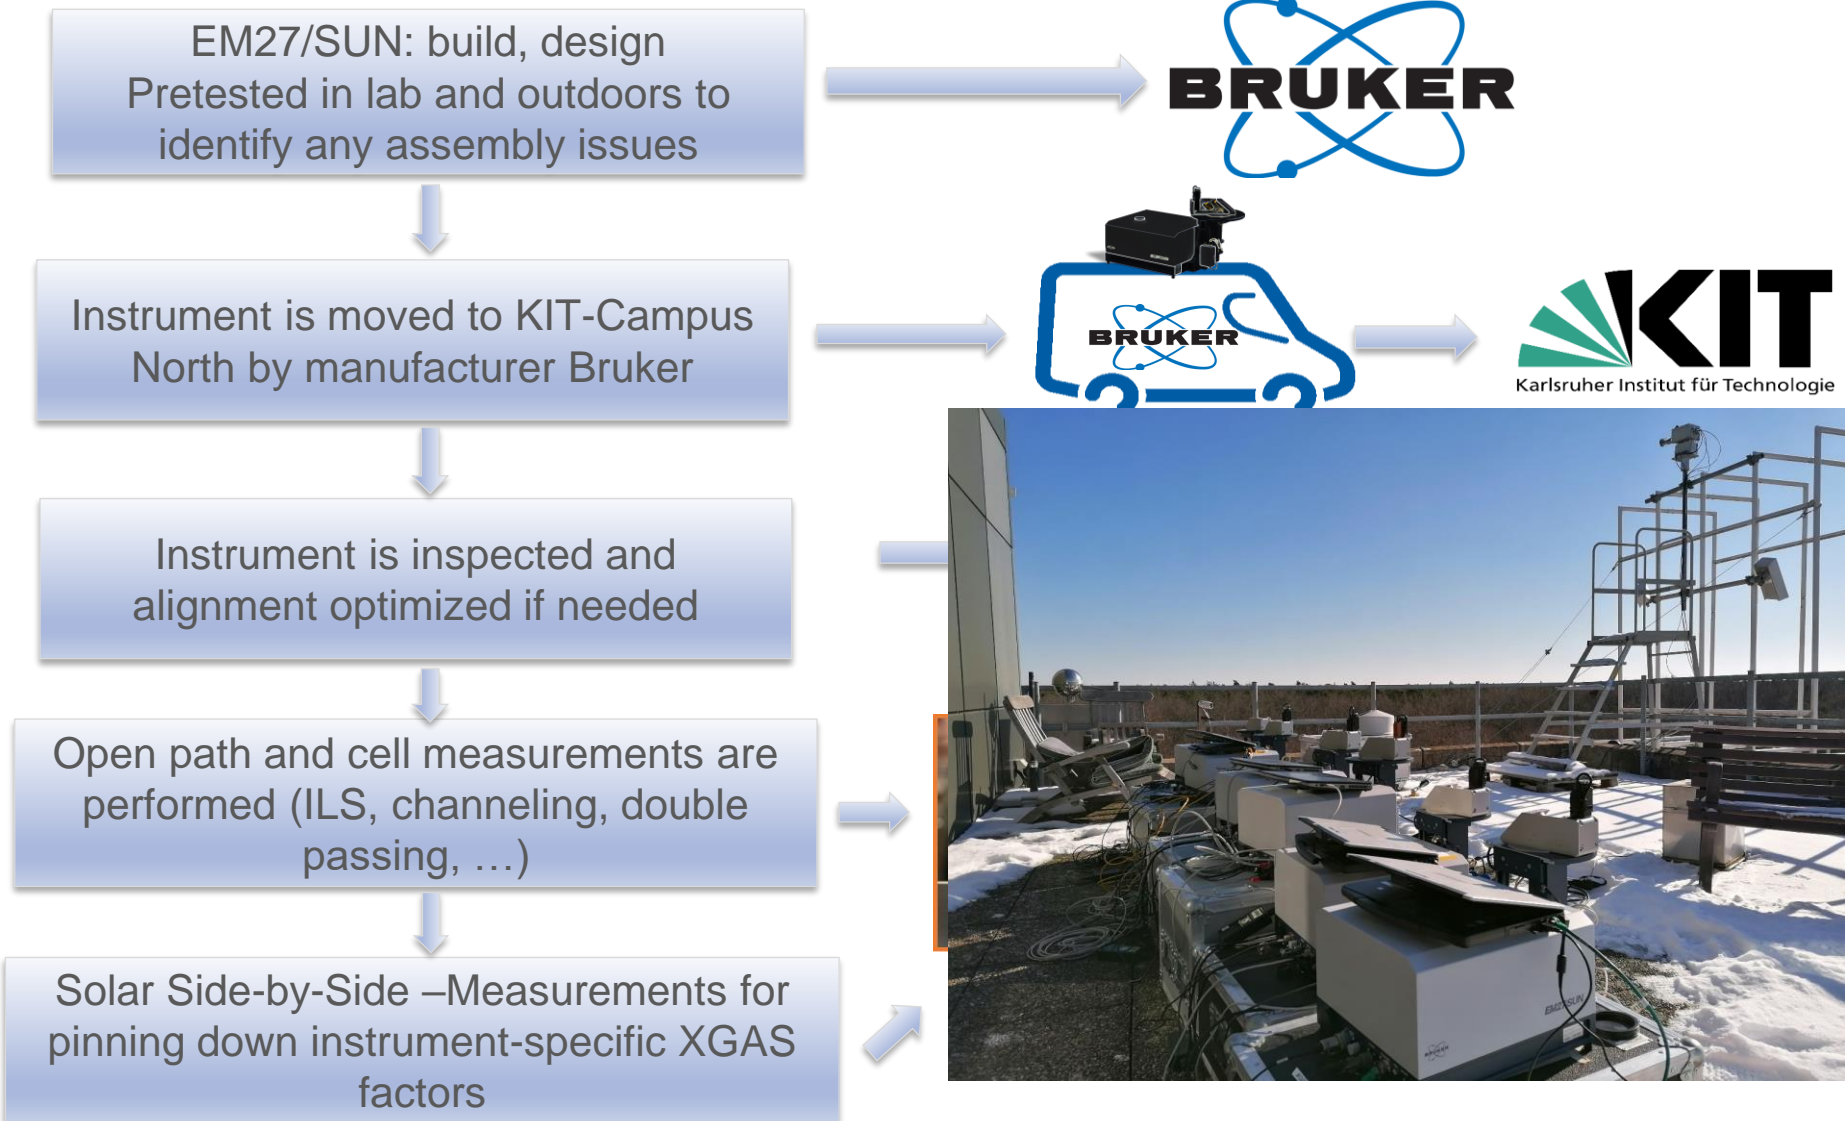 EM27/SUN: build, design
Pretested in lab and outdoors to
identify any assembly issues
BRUKER
Instrument is moved to KIT-Campus
North by manufacturer Bruker
BRUKER
KIT
Karlsruher Institut für Technologie
Instrument is inspected and
alignment optimized if needed
Open path and cell measurements are
performed (ILS, channeling, double
passing, …)
Solar Side-by-Side –Measurements for
pinning down instrument-specific XGAS
factors
EM27/SUN
BRUKER